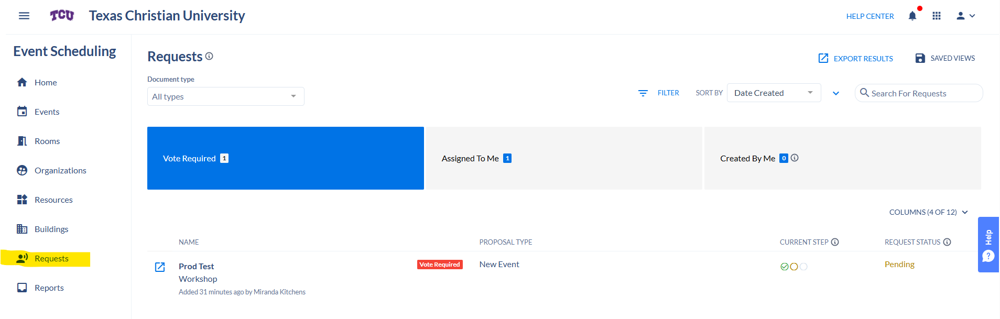 TCU Texas Christian University
HELP CENTER
Event Scheduling
Home
Events
Rooms
Organizations
Resources
Buildings
Requests
Reports
Requests
EXPORT RESULTS
SAVED VIEWS
Document type
All types
FILTER
SORT BY
Date Created
Search For Requests
Vote Required 1
Assigned To Me 1
Created By Me 0
COLUMNS (4 OF 12)
NAME
PROPOSAL TYPE
CURRENT STEP
REQUEST STATUS
Prod Test
Vote Required
New Event
Pending
Workshop
Added 31 minutes ago by Miranda Kitchens
Help